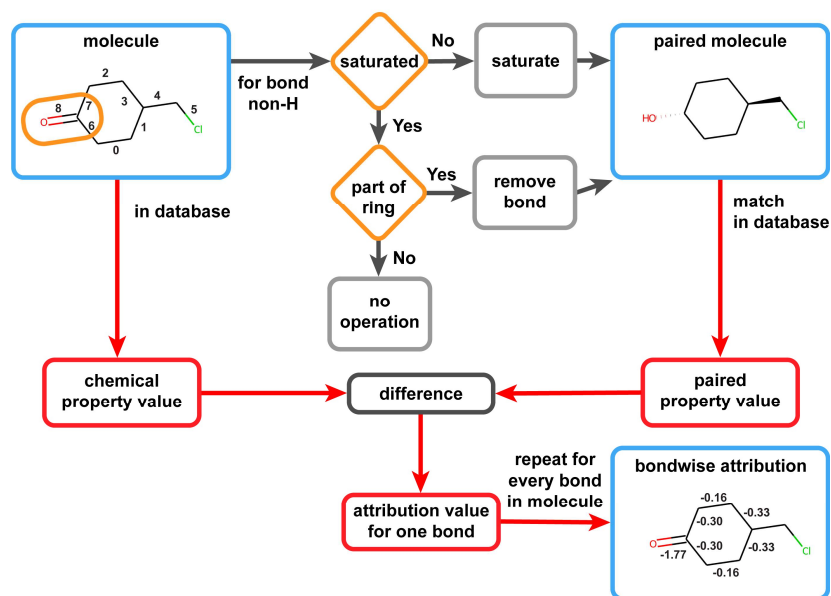 molecule
2
8
7
3
4
5
O
6
1
Cl
0
for bond
non-H
saturated
No
saturate
Yes
part of
ring
Yes
remove
bond
No
no
operation
paired molecule
HO
Cl
in database
match
in database
chemical
property value
difference
paired
property value
attribution value
for one bond
repeat for
every bond
in molecule
bondwise attribution
-0.16
-0.30
-0.33
O
-1.77
-0.30
-0.33
Cl
-0.16